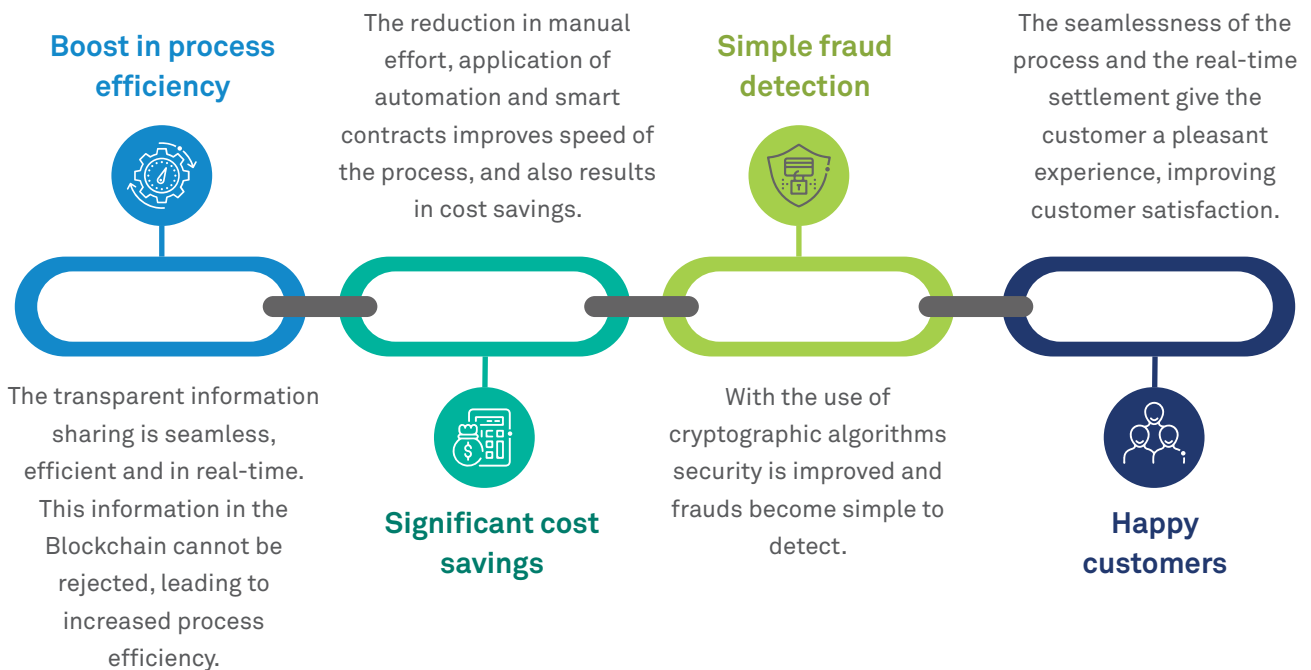 Boost in process
efficiency
The transparent information
sharing is seamless,
efficient and in real-time.
This information in the
Blockchain cannot be
rejected, leading to
increased process
efficiency.
The reduction in manual
effort, application of
automation and smart
contracts improves speed of
the process, and also results
in cost savings.
Significant cost
savings
Simple fraud
detection
With the use of
cryptographic algorithms
security is improved and
frauds become simple to
detect.
The seamlessness of the
process and the real-time
settlement give the
customer a pleasant
experience, improving
customer satisfaction.
Happy
customers